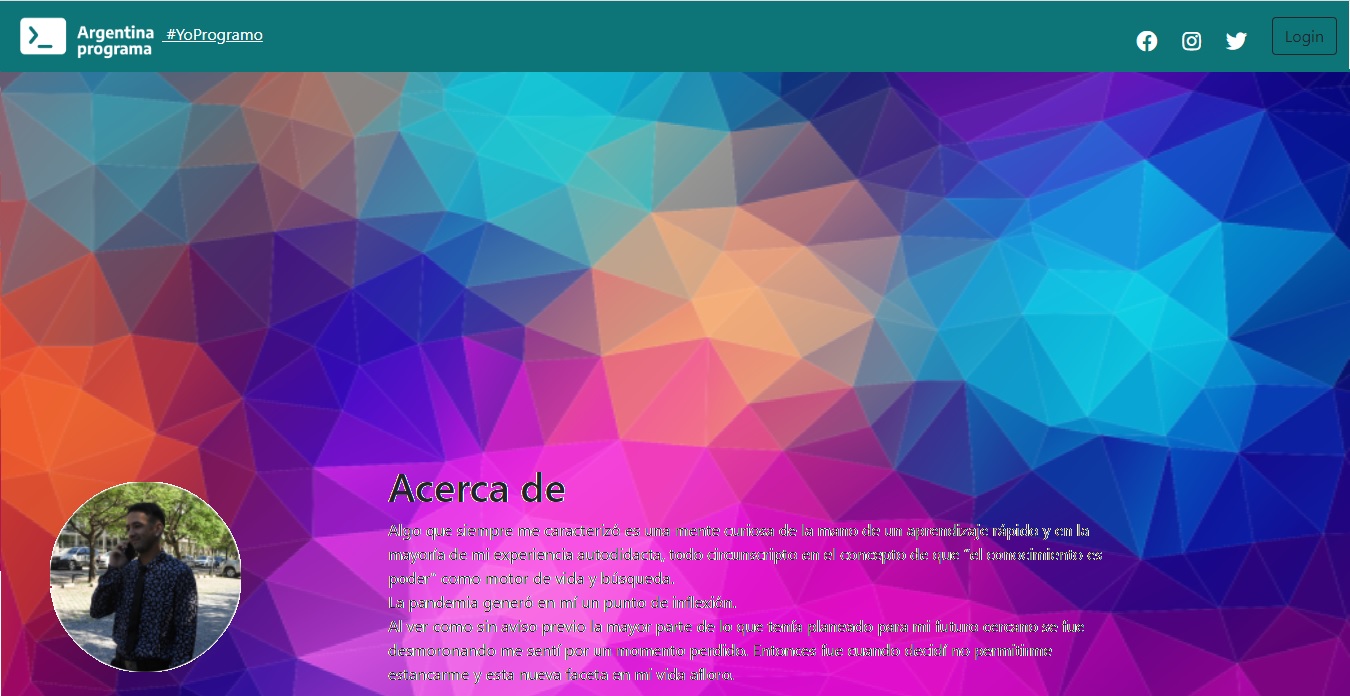 Argentina
programa
#YoProgramo
Login
Acerca de
Algo que siempre me caracterizó es una mente curiosa de la mano de un aprendizaje rápido y en la
mayoría de mi experiencia autodidacta, todo circunscripto en el concepto de que "el conocimiento es
poder" como motor de vida y búsqueda.
La pandemia generó en mí un punto de inflexión.
Al ver como sin aviso previo la mayor parte de lo que tenía planeado para mi futuro cercano se fue
desmoronando me sentí por un momento perdido. Entonces fue cuando decidí no permitirme
estancarme y esta nueva faceta en mi vida afloro.